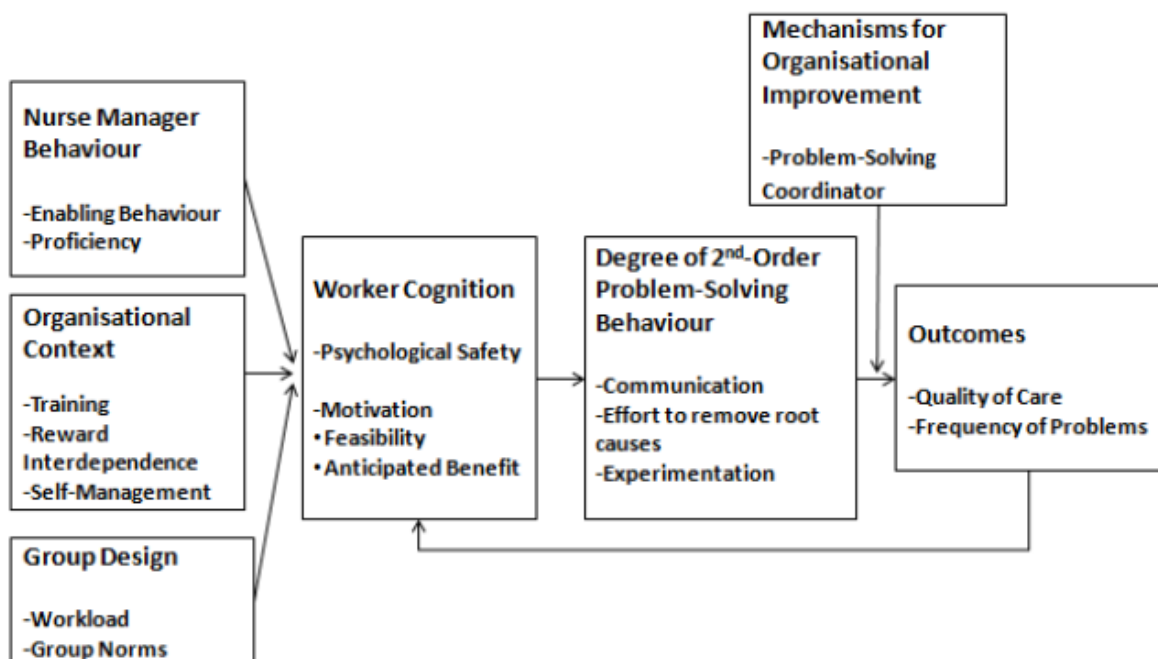 Mechanisms for
Organisational
Improvement
-Problem-Solving
Coordinator
Nurse Manager
Behaviour
-Enabling Behaviour
-Proficiency
Organisational
Context
-Training
-Reward
Interdependence
-Self-Management
Group Design
-Workload
-Group Norms
Worker Cognition
-Psychological Safety
-Motivation
• Feasibility
• Anticipated Benefit
Degree of 2nd-Order
Problem-Solving
Behaviour
-Communication
-Effort to remove root
causes
-Experimentation
Outcomes
-Quality of Care
-Frequency of Problems